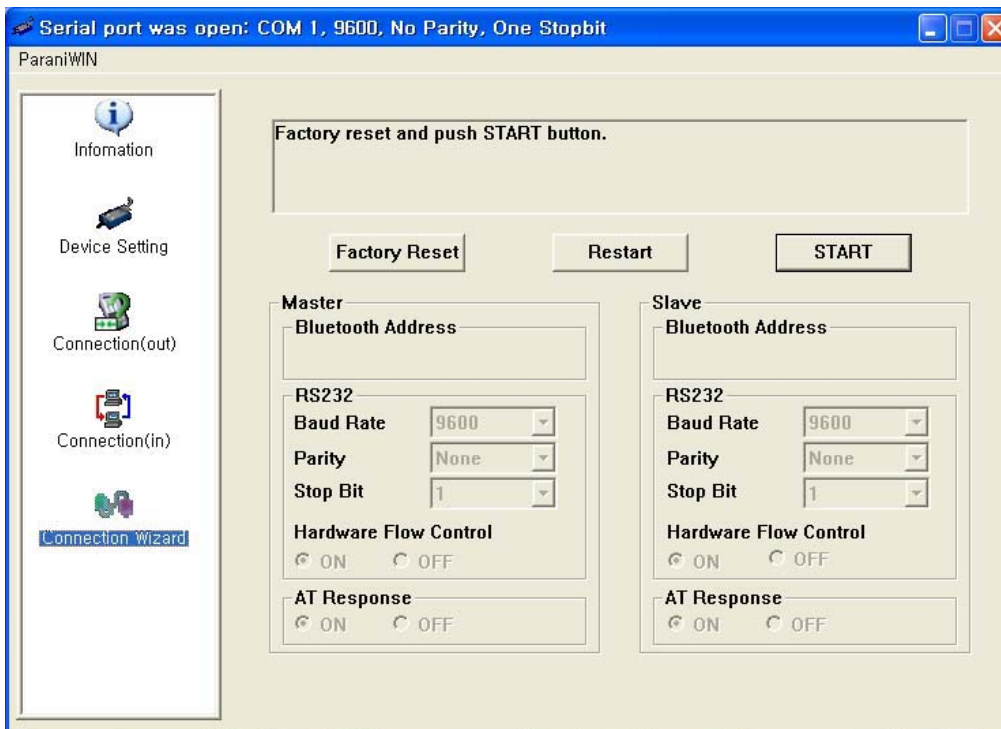 Serial port was open: COM 1, 9600, No Parity, One Stopbit
ParaniWIN
Infomation
Device Setting
Connection(out)
Connection(in)
Connection Wizard
Factory reset and push START button.
Factory Reset
Restart
START
Master
Bluetooth Address
RS232
Baud Rate 9600
Parity None
Stop Bit 1
Hardware Flow Control
ON OFF
AT Response
ON OFF
Slave
Bluetooth Address
RS232
Baud Rate 9600
Parity None
Stop Bit 1
Hardware Flow Control
ON OFF
AT Response
ON OFF